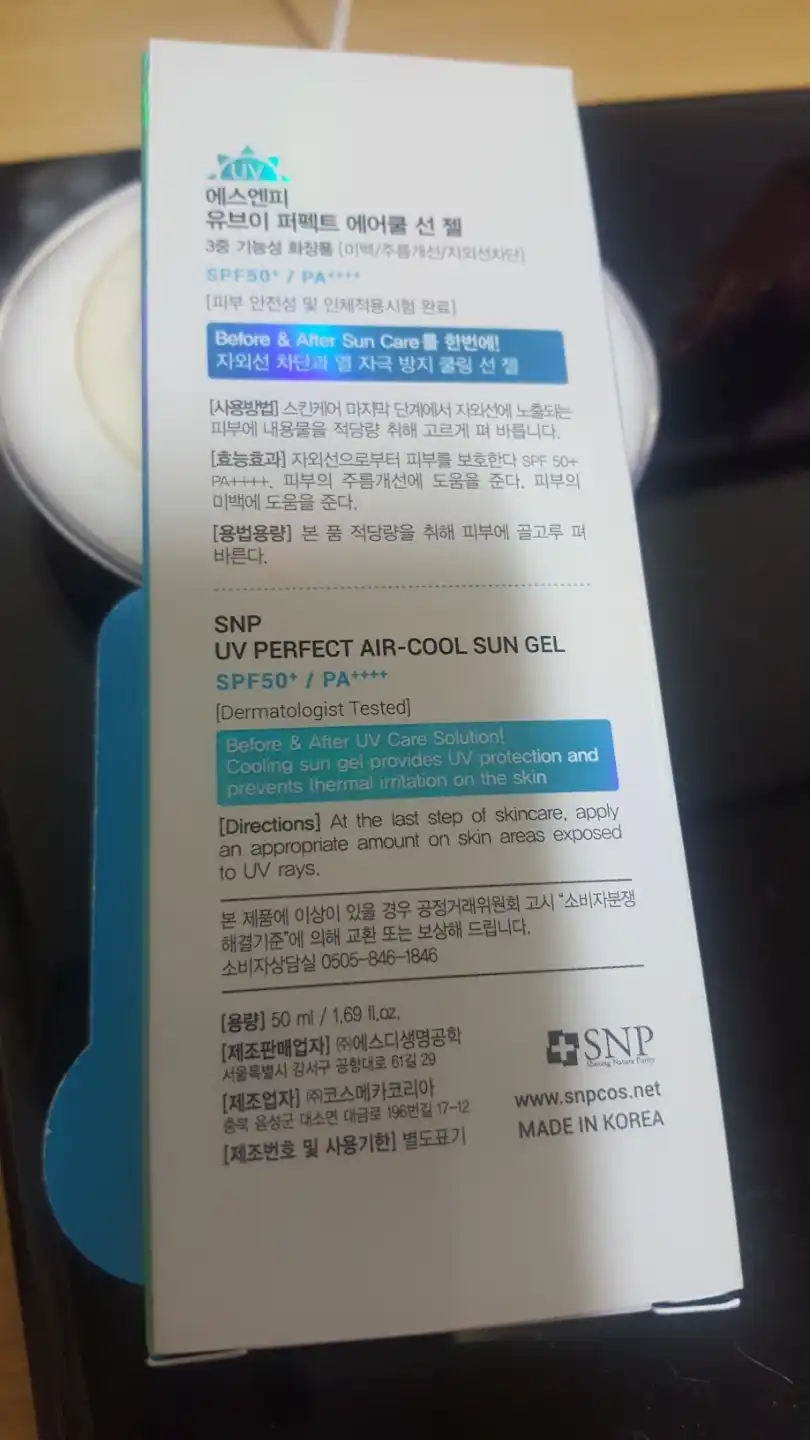 UV
에스엔피
유브이 퍼펙트 에어쿨 선 젤
3중 기능성 화장품 [미백/주름개선/자외선차단]
SPF50+ / PA++++
[피부 안전성 및 인체적용시험 완료]
Before & After Sun Care를 한번에!
자외선 차단과 열 자극 방지 쿨링 선 젤
[사용방법] 스킨케어 마지막 단계에서 자외선에 노출되는
피부에 내용물을 적당량 취해 고르게 펴 바릅니다.
[효능효과] 자외선으로부터 피부를 보호한다 SPF 50+
PA++++. 피부의 주름개선에 도움을 준다. 피부의
미백에 도움을 준다.
[용법용량] 본 품 적당량을 취해 피부에 골고루 펴
바른다.
SNP
UV PERFECT AIR-COOL SUN GEL
SPF50+ / PA++++
[Dermatologist Tested]
Before & After UV Care Solution!
Cooling sun gel provides UV protection and
prevents thermal irritation on the skin
[Directions] At the last step of skincare, apply
an appropriate amount on skin areas exposed
to UV rays.
본 제품에 이상이 있을 경우 공정거래위원회 고시 "소비자분쟁
해결기준"에 의해 교환 또는 보상해 드립니다.
소비자상담실 0505-846-1846
[용량] 50 ml / 1.69 fl.oz.
[제조판매업자] ㈜에스디생명공학
서울특별시 강서구 공항대로 61길 29
[제조업자] ㈜코스메카코리아
충북 음성군 대소면 대금로 196번길 17-12
[제조번호 및 사용기한] 별도표기
SNP
Sharing Nature Purity
www.snpcos.net
MADE IN KOREA